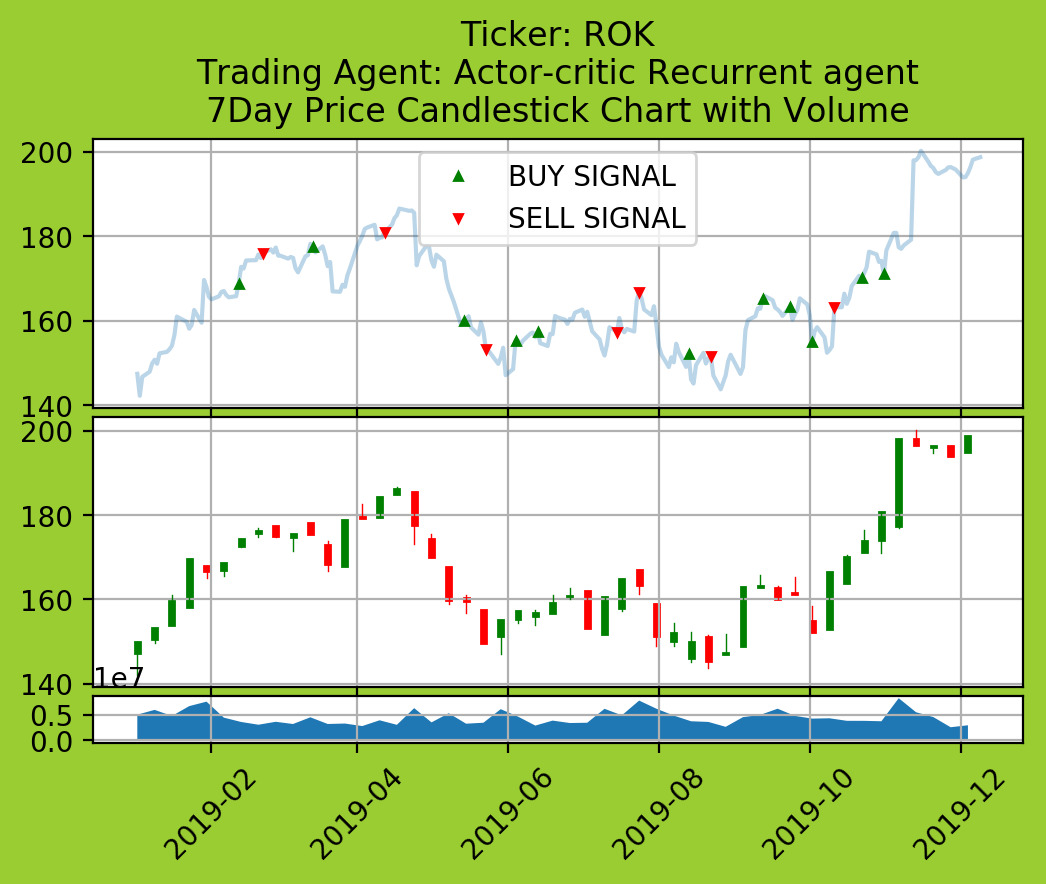 Ticker: ROK
Trading Agent: Actor-critic Recurrent agent
7Day Price Candlestick Chart with Volume
200
180
160
140
BUY SIGNAL
SELL SIGNAL
200
180
160
140
1e7
0.5
0.0
2019-02
2019-04
2019-06
2019-08
2019-10
2019-12